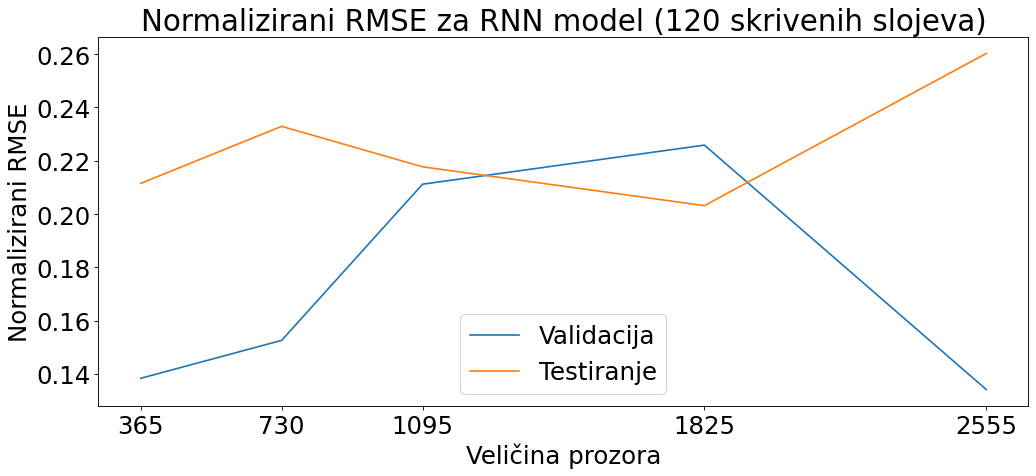 Normalizirani RMSE za RNN model (120 skrivenih slojeva)
Normalizirani RMSE
0.26
0.24
0.22
0.20
0.18
0.16
0.14
Validacija
Testiranje
365 730 1095 1825 2555
Veličina prozora